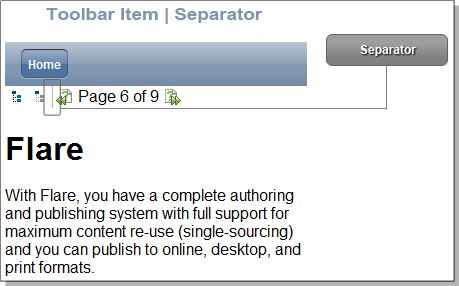 Toolbar Item | Separator
Separator
Home
Page 6 of 9
Flare
With Flare, you have a complete authoring
and publishing system with full support for
maximum content re-use (single-sourcing)
and you can publish to online, desktop, and
print formats.